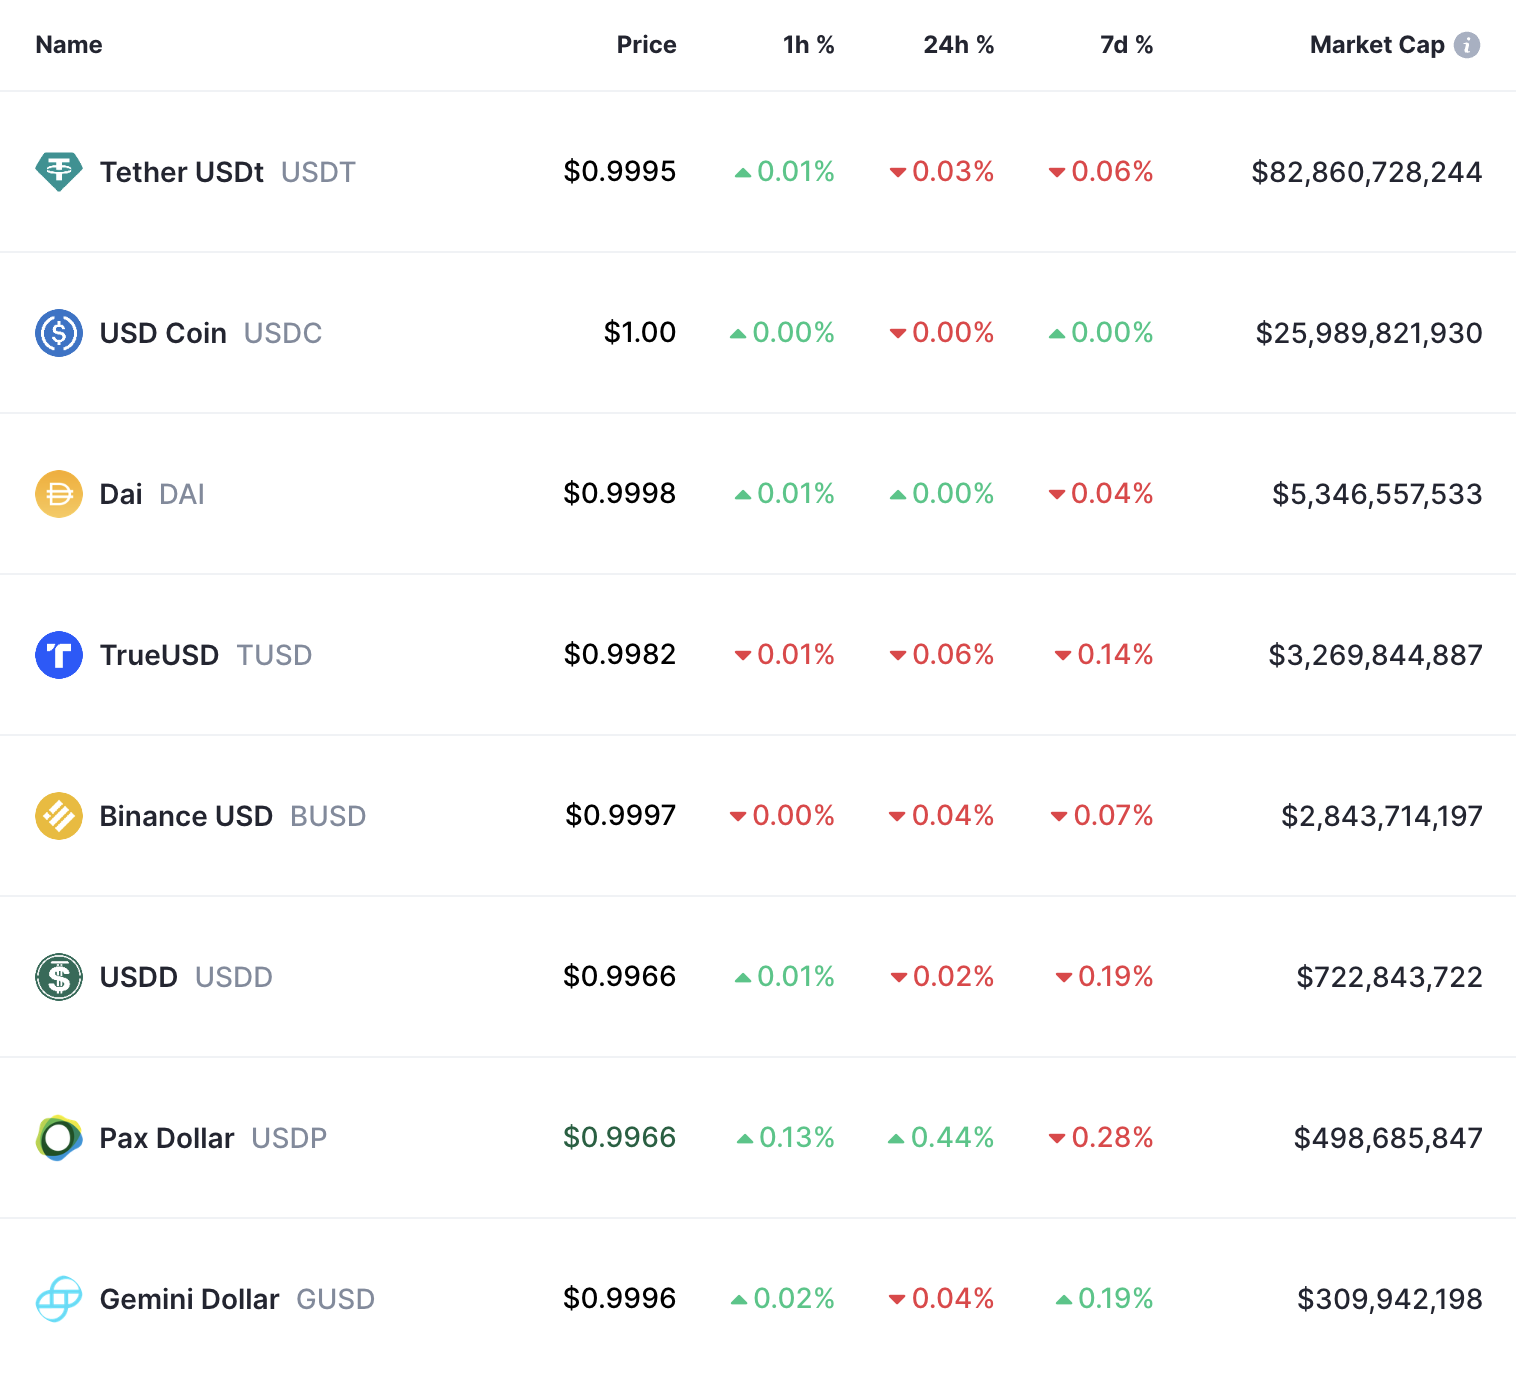 Name Price 1h % 24h % 7d % Market Cap i
Tether USDt USDT $0.9995 0.01% 0.03% 0.06% $82,860,728,244
USD Coin USDC $1.00 0.00% 0.00% 0.00% $25,989,821,930
Dai DAI $0.9998 0.01% 0.00% 0.04% $5,346,557,533
TrueUSD TUSD $0.9982 0.01% 0.06% 0.14% $3,269,844,887
Binance USD BUSD $0.9997 0.00% 0.04% 0.07% $2,843,714,197
USDD USDD $0.9966 0.01% 0.02% 0.19% $722,843,722
Pax Dollar USDP $0.9966 0.13% 0.44% 0.28% $498,685,847
Gemini Dollar GUSD $0.9996 0.02% 0.04% 0.19% $309,942,198